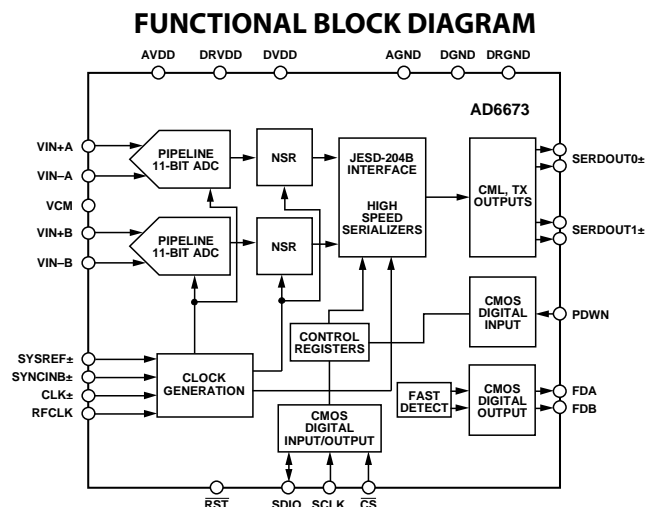 FUNCTIONAL BLOCK DIAGRAM
AVDD DRVDD DVDD AGND DGND DRGND
AD6673
VIN+A
VIN–A
VCM
VIN+B
VIN–B
PIPELINE
11-BIT ADC
NSR
PIPELINE
11-BIT ADC
NSR
JESD-204B
INTERFACE
HIGH
SPEED
SERIALIZERS
CML, TX
OUTPUTS
SERDOUT0±
SERDOUT1±
CMOS
DIGITAL
INPUT
PDWN
CONTROL
REGISTERS
SYSREF±
SYNCINB±
CLK±
RFCLK
CLOCK
GENERATION
FAST
DETECT
CMOS
DIGITAL
OUTPUT
FDA
FDB
CMOS
DIGITAL
INPUT/OUTPUT
RST SDIO SCLK CS